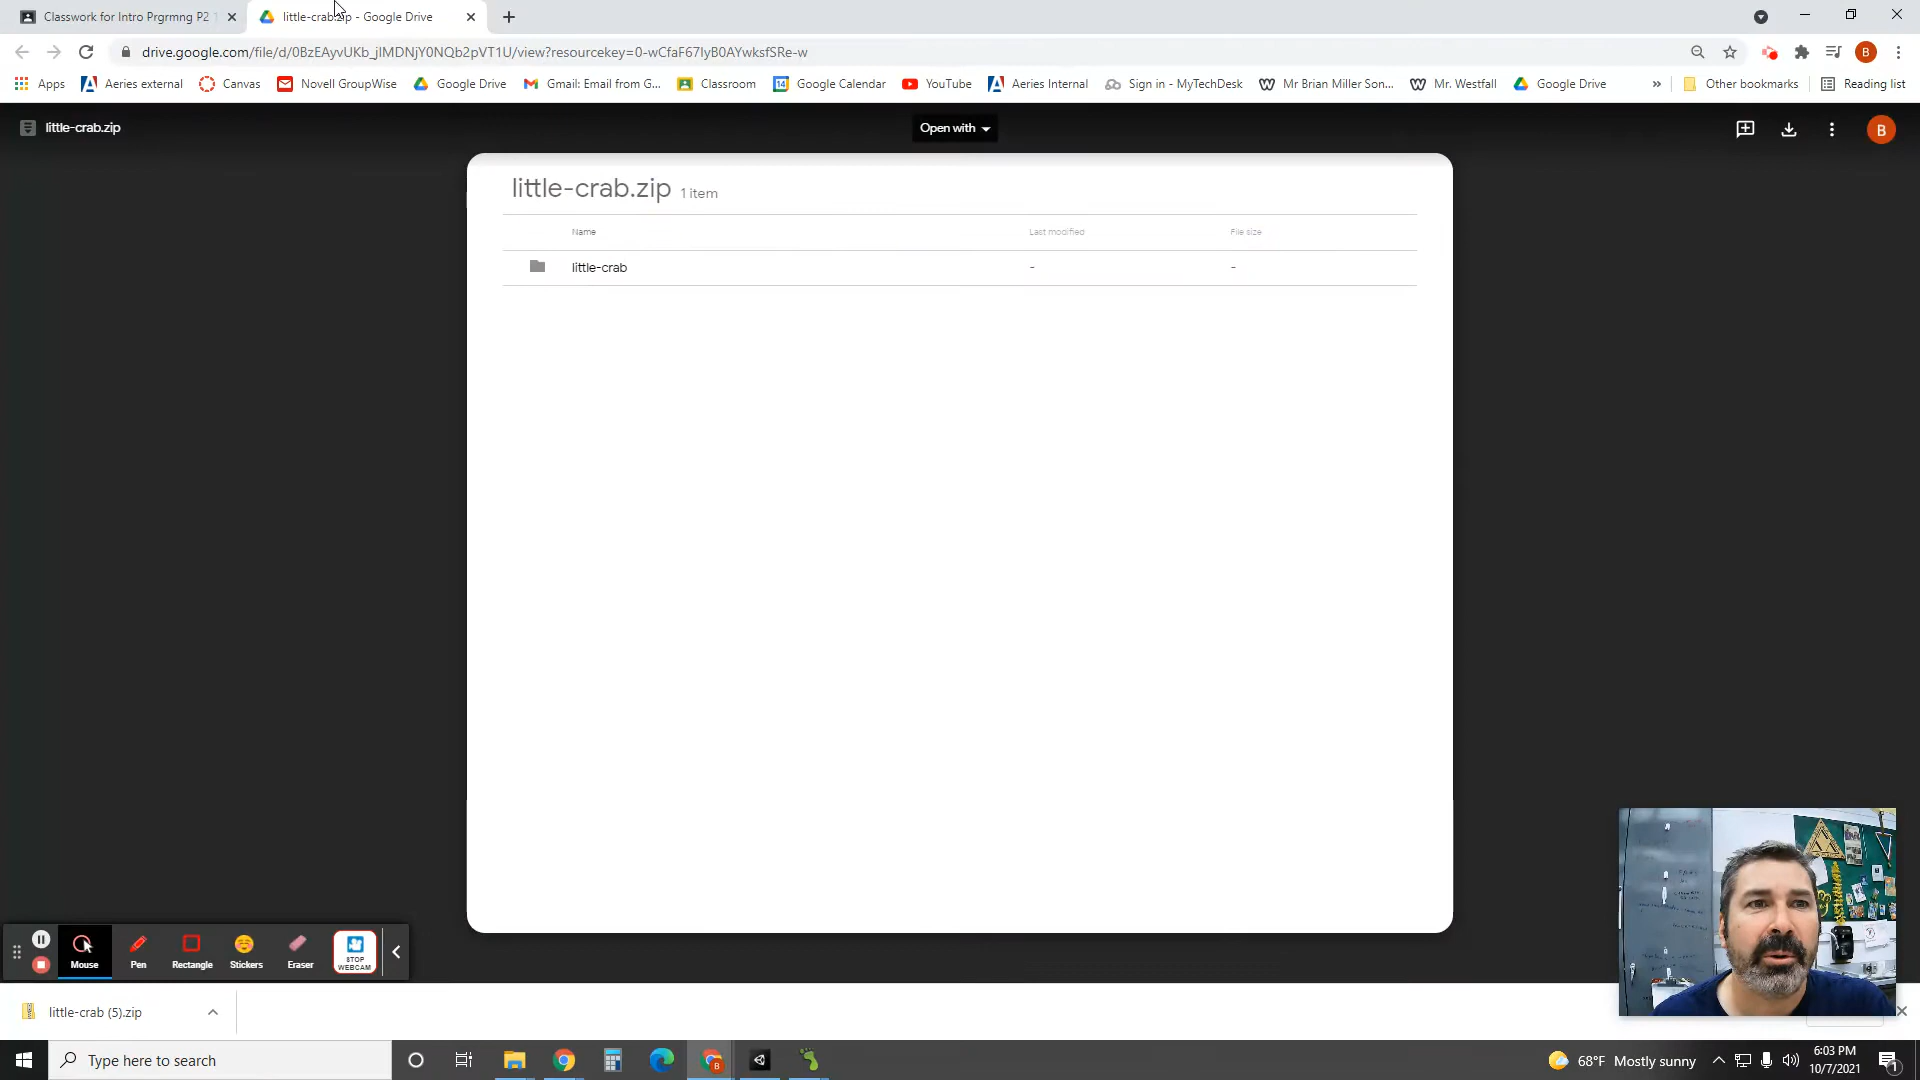 Classwork for Intro Prgrmng P2
little-crab.zip - Google Drive
drive.google.com/file/d/0BzEAyvUKb_jIMDNjY0NQb2pVT1U/view?resourcekey=0-wCfaF67IyB0AYwksfSRe-w
B
Apps
Aeries external
Canvas
Novell GroupWise
Google Drive
Gmail: Email from G...
Classroom
14
Google Calendar
YouTube
Aeries Internal
Sign in - MyTechDesk
Mr Brian Miller Son...
Mr. Westfall
Google Drive
»
Other bookmarks
Reading list
little-crab.zip
Open with
B
little-crab.zip 1 item
Name Last modified File size
little-crab - -
Mouse
Pen
Rectangle
Stickers
Eraser
STOP
WEBCAM
little-crab (5).zip
Type here to search
B
68°F Mostly sunny
6:03 PM
10/7/2021
1